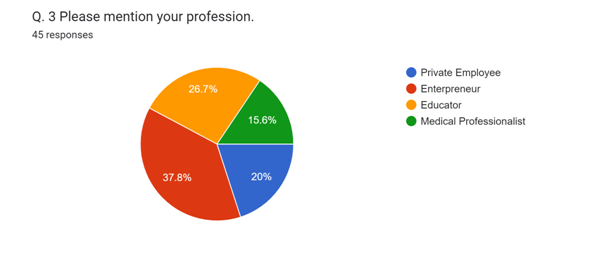 Q. 3 Please mention your profession.
45 responses
Private Employee
Enterpreneur
Educator
Medical Professionalist
26.7%
15.6%
37.8%
20%